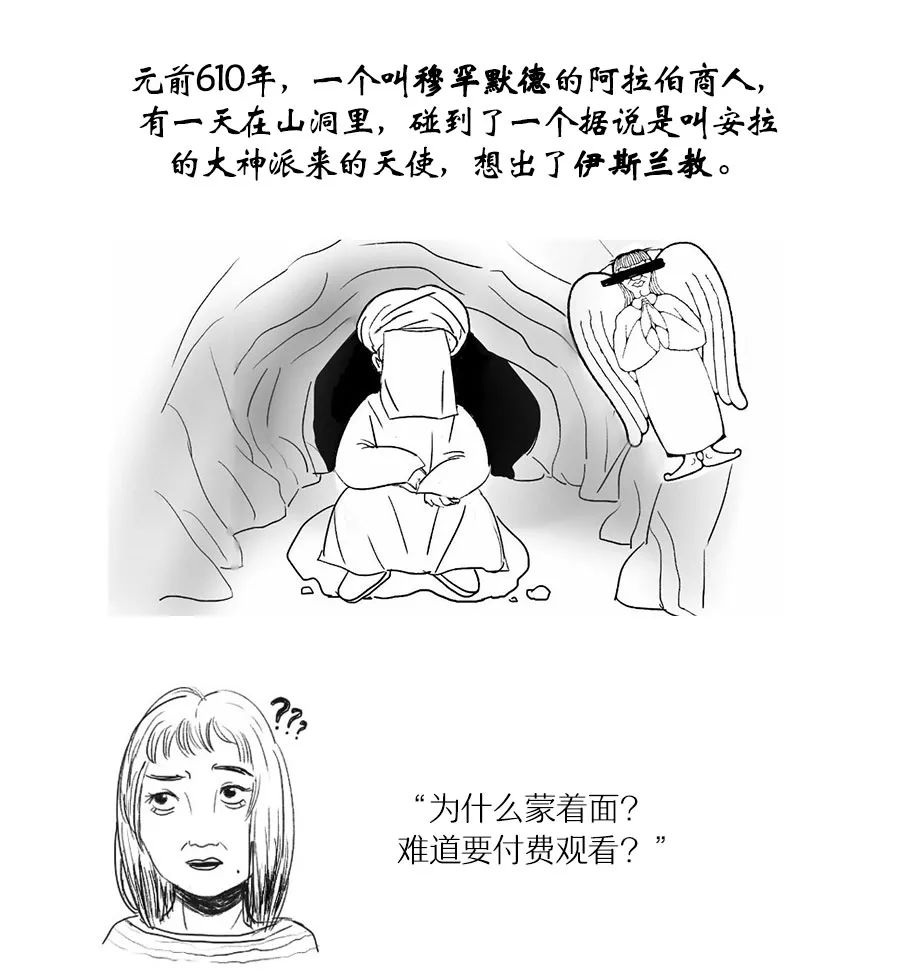 元前610年，一个叫穆罕默德的阿拉伯商人，
有一天在山洞里，碰到了一个据说是叫安拉
的大神派来的天使，想出了伊斯兰教。
???
“为什么蒙着面？
难道要付费观看？”